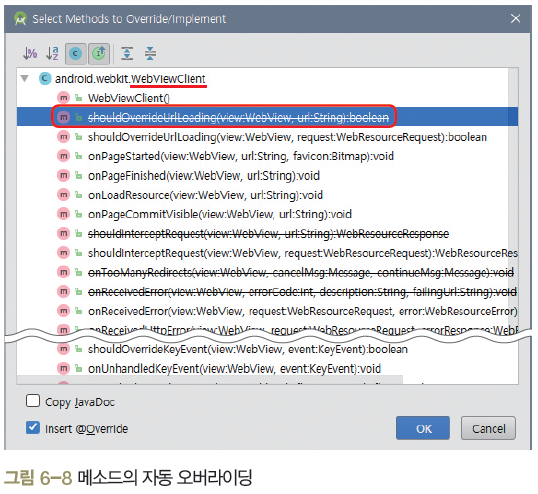 Select Methods to Override/Implement
android.webkit.WebViewClient
WebViewClient()
shouldOverrideUrlLoading(view:WebView, url:String):boolean
shouldOverrideUrlLoading(view:WebView, request:WebResourceRequest):boolean
onPageStarted(view:WebView, url:String, favicon:Bitmap):void
onPageFinished(view:WebView, url:String):void
onLoadResource(view:WebView, url:String):void
onPageCommitVisible(view:WebView, url:String):void
shouldInterceptRequest(view:WebView, url:String):WebResourceResponse
shouldInterceptRequest(view:WebView, request:WebResourceRequest):WebResourceRes
onTooManyRedirects(view:WebView, cancelMsg:Message, continueMsg:Message):void
onReceivedError(view:WebView, errorCode:int, description:String, failingUrl:String):void
onReceivedError(view:WebView, request:WebResourceRequest, error:WebResourceError)
onReceivedHttpError(view:WebView, request:WebResourceRequest, errorResponse:WebF
shouldOverrideKeyEvent(view:WebView, event:KeyEvent):boolean
onUnhandledKeyEvent(view:WebView, event:KeyEvent):void
Copy JavaDoc
Insert @Override
OK
Cancel
그림 6-8 메소드의 자동 오버라이딩